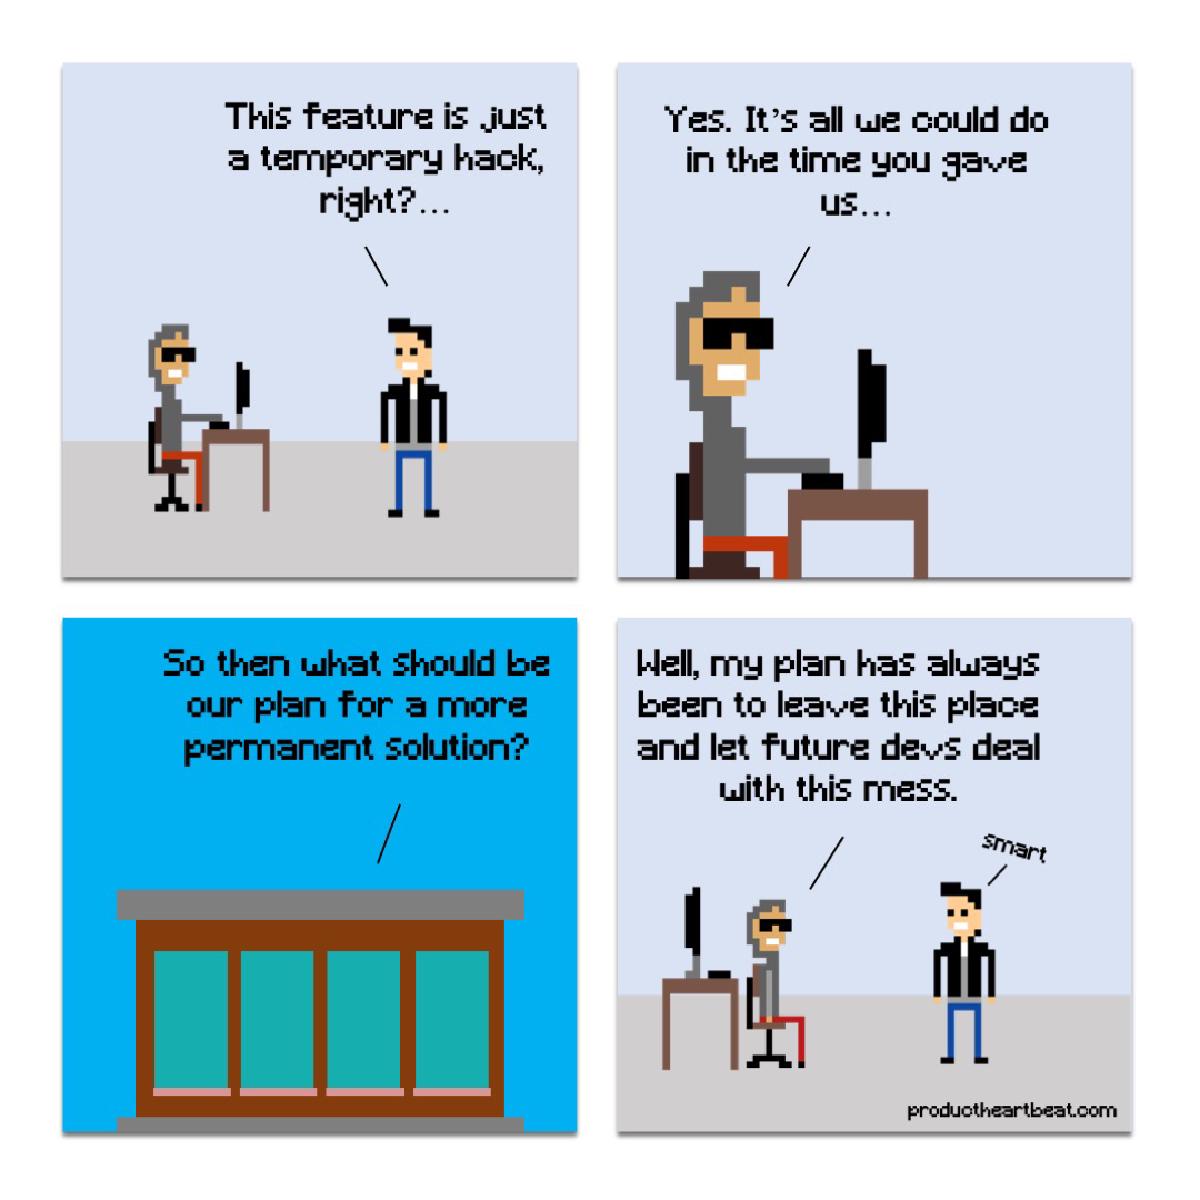 This feature is just
a temporary hack,
right?...
Yes. It's all we could do
in the time you gave
us...
So then what should be
our plan for a more
permanent solution?
Well, my plan has always
been to leave this place
and let future devs deal
with this mess.
smart
productheartbeat.com